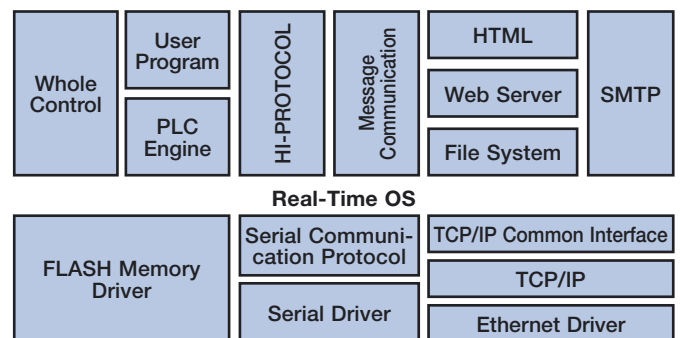 Whole
Control
User
Program
PLC
Engine
HI-PROTOCOL
Message
Communication
HTML
Web Server
File System
SMTP
Real-Time OS
FLASH Memory
Driver
Serial Communi-
cation Protocol
Serial Driver
TCP/IP Common Interface
TCP/IP
Ethernet Driver